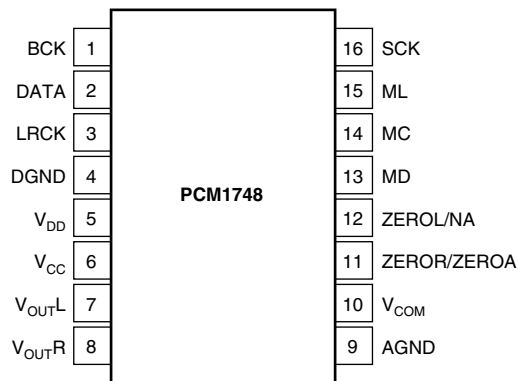 BCK 1 16 SCK
DATA 2 15 ML
LRCK 3 14 MC
DGND 4 13 MD
PCM1748
VDD 5 12 ZEROL/NA
VCC 6 11 ZEROR/ZEROA
VOUTL 7 10 VCOM
VOUTR 8 9 AGND